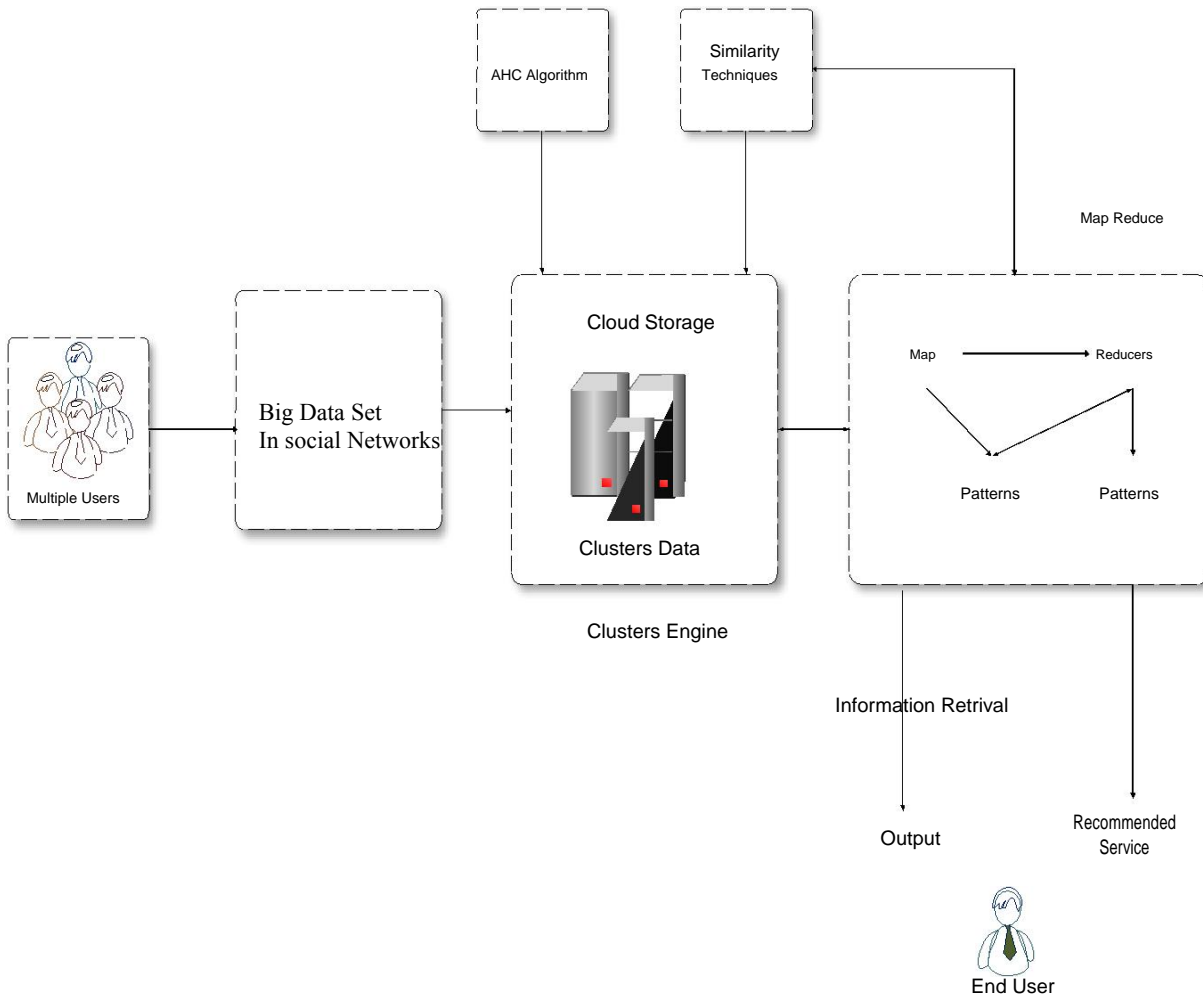 Similarity
AHC Algorithm
Techniques
Map Reduce
Cloud Storage
Map
Reducers
Big Data Set
In social Networks
Multiple Users
Patterns
Patterns
Clusters Data
Clusters Engine
Information Retrival
Output
Recommended
Service
End User